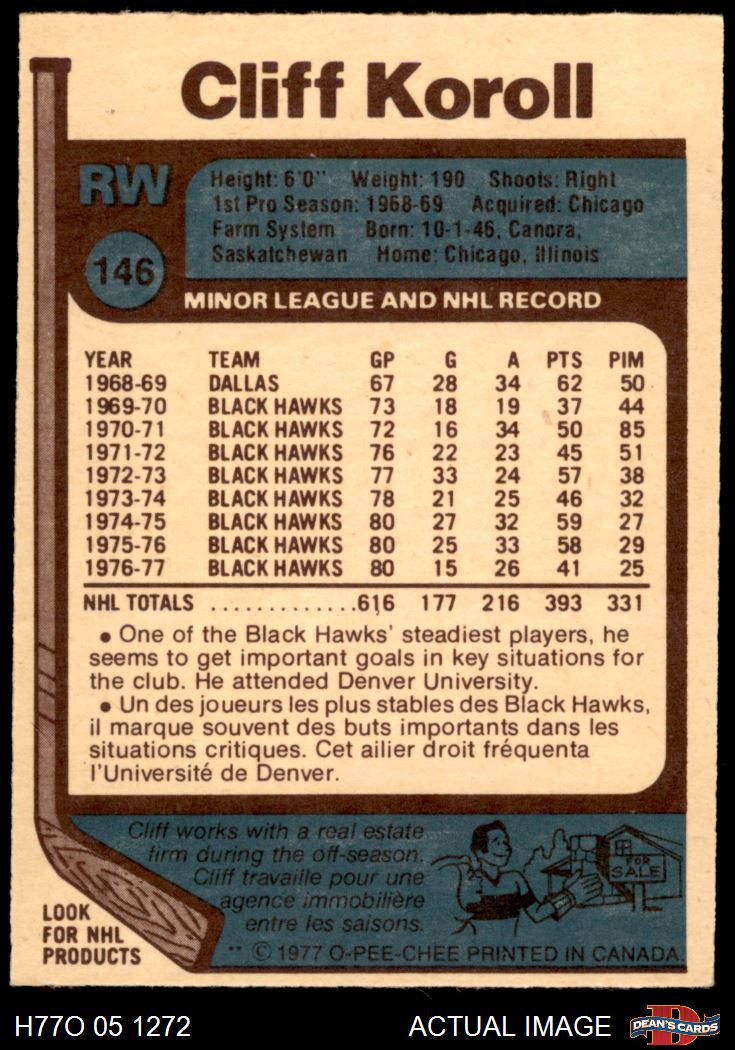 Cliff Koroll
RW
146
Height: 6'0" Weight: 190 Shoots: Right
1st Pro Season: 1968-69 Acquired: Chicago
Farm System Born: 10-1-46, Canora,
Saskatchewan Home: Chicago, Illinois
MINOR LEAGUE AND NHL RECORD
YEAR TEAM GP G A PTS PIM
1968-69 DALLAS 67 28 34 62 50
1969-70 BLACK HAWKS 73 18 19 37 44
1970-71 BLACK HAWKS 72 16 34 50 85
1971-72 BLACK HAWKS 76 22 23 45 51
1972-73 BLACK HAWKS 77 33 24 57 38
1973-74 BLACK HAWKS 78 21 25 46 32
1974-75 BLACK HAWKS 80 27 32 59 27
1975-76 BLACK HAWKS 80 25 33 58 29
1976-77 BLACK HAWKS 80 15 26 41 25
NHL TOTALS .............616 177 216 393 331
• One of the Black Hawks' steadiest players, he
seems to get important goals in key situations for
the club. He attended Denver University.
• Un des joueurs les plus stables des Black Hawks,
il marque souvent des buts importants dans les
situations critiques. Cet ailier droit fréquenta
l'Université de Denver.
Cliff works with a real estate
firm during the off-season.
Cliff travaille pour une
agence immobilière
entre les saisons.
FOR
SALE
LOOK
FOR NHL
PRODUCTS
** © 1977 O-PEE-CHEE PRINTED IN CANADA.
H77O 05 1272
ACTUAL IMAGE
D
DEAN'S CARDS